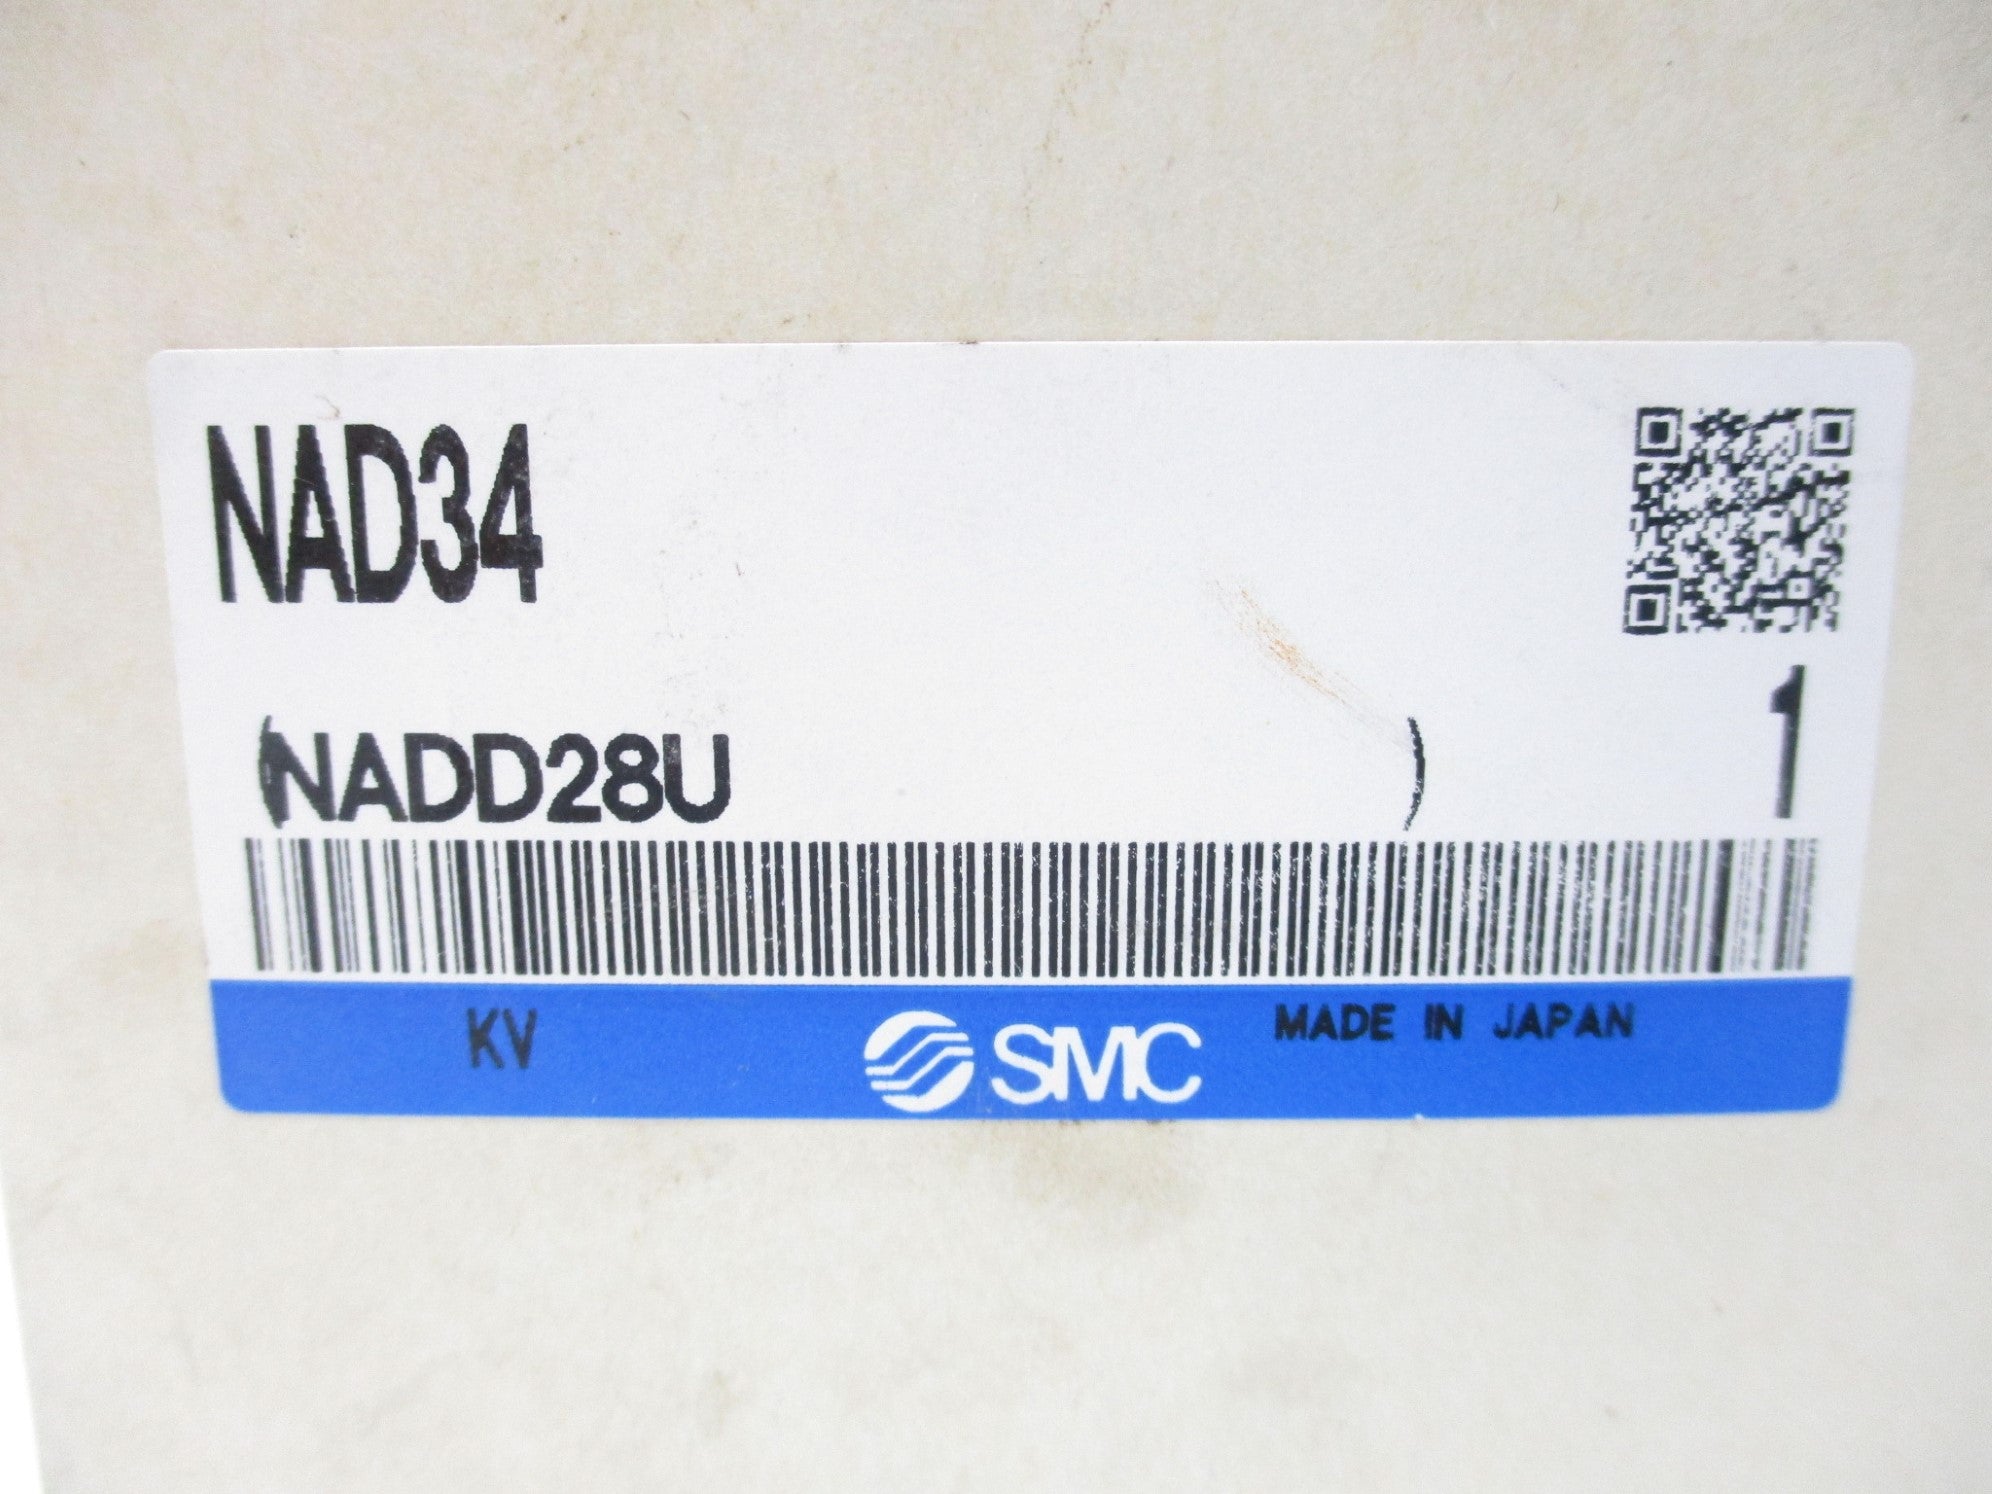 NAD34
(NADD28U )
1
KV SMC MADE IN JAPAN